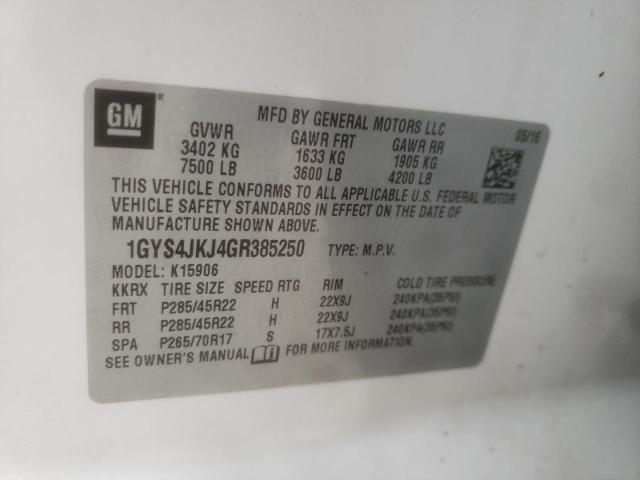 GM ®
MFD BY GENERAL MOTORS LLC 05/16
GVWR GAWR FRT GAWR RR
3402 KG 1633 KG 1905 KG
7500 LB 3600 LB 4200 LB
THIS VEHICLE CONFORMS TO ALL APPLICABLE U.S. FEDERAL MOTOR
VEHICLE SAFETY STANDARDS IN EFFECT ON THE DATE OF
MANUFACTURE SHOWN ABOVE.
1GYS4JKJ4GR385250 TYPE: M.P.V.
MODEL: K15906
KKRX TIRE SIZE SPEED RTG RIM COLD TIRE PRESSURE
FRT P285/45R22 H 22X9J 240KPA(35PSI)
RR P285/45R22 H 22X9J 240KPA(35PSI)
SPA P265/70R17 S 17X7.5J 240KPA(35PSI)
SEE OWNER'S MANUAL FOR MORE INFORMATION.